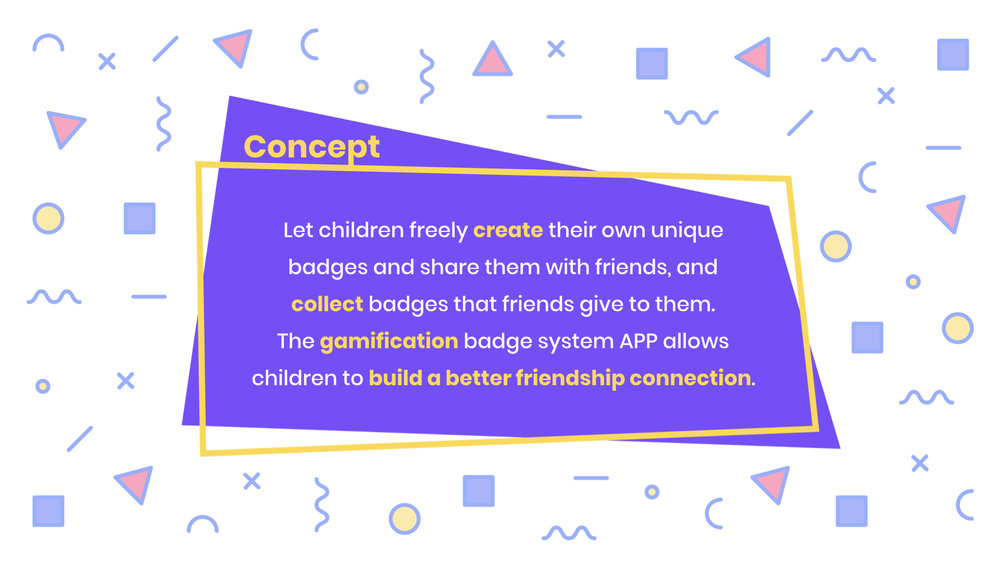 Concept
Let children freely create their own unique
badges and share them with friends, and
collect badges that friends give to them.
The gamification badge system APP allows
children to build a better friendship connection.